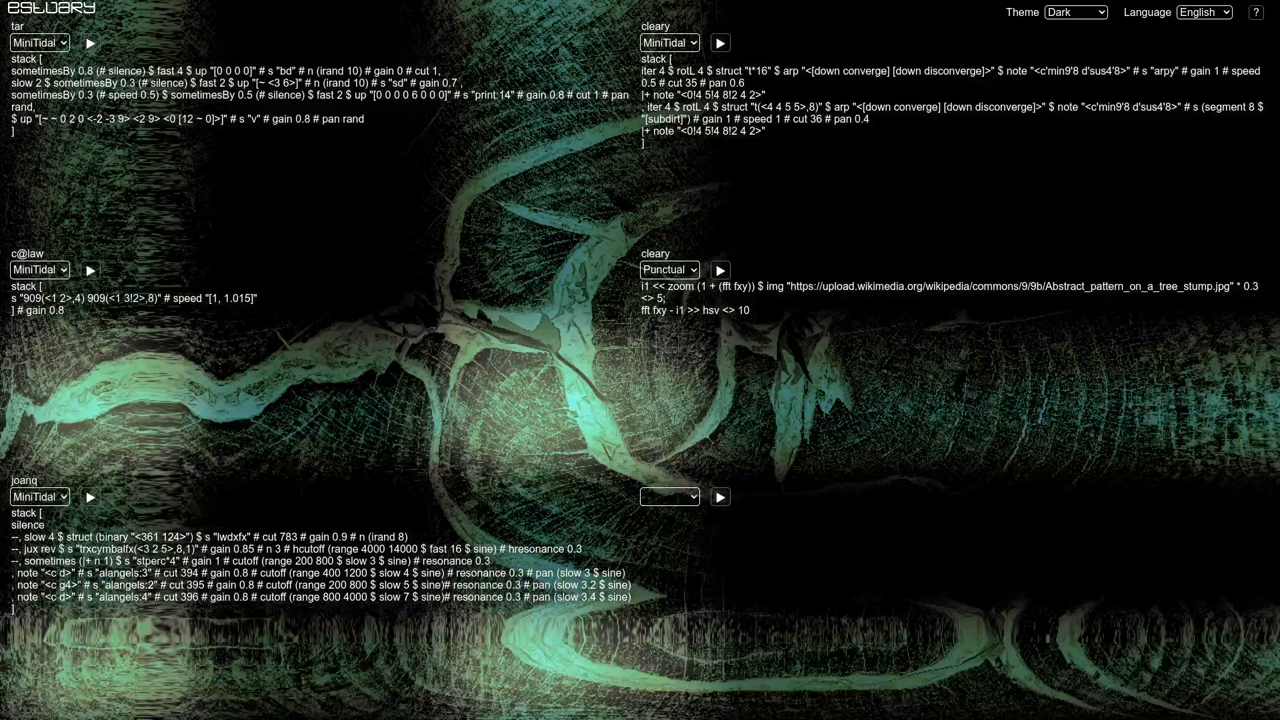 estuary
Theme Dark Language English ?
tar
MiniTidal
stack [
sometimesBy 0.8 (# silence) $ fast 4 $ up "[0 0 0 0]" # s "bd" # n (irand 10) # gain 0 # cut 1,
slow 2 $ sometimesBy 0.3 (# silence) $ fast 2 $ up "[~ <3 6>]" # n (irand 10) # s "sd" # gain 0.7 ,
sometimesBy 0.3 (# speed 0.5) $ sometimesBy 0.5 (# silence) $ fast 2 $ up "[0 0 0 0 6 0 0 0]" # s "print:14" # gain 0.8 # cut 1 # pan
rand,
$ up "[~ ~ 0 2 0 <-2 -3 9> <2 9> <0 [12 ~ 0]>]" # s "v" # gain 0.8 # pan rand
]
cleary
MiniTidal
stack [
iter 4 $ rotL 4 $ struct "t*16" $ arp "<[down converge] [down disconverge]>" $ note "<c'min9'8 d'sus4'8>" # s "arpy" # gain 1 # speed
0.5 # cut 35 # pan 0.6
|+ note "<0!4 5!4 8!2 4 2>"
, iter 4 $ rotL 4 $ struct "t(<4 4 5 5>,8)" $ arp "<[down converge] [down disconverge]>" $ note "<c'min9'8 d'sus4'8>" # s (segment 8 $
"[subdirt]") # gain 1 # speed 1 # cut 36 # pan 0.4
|+ note "<0!4 5!4 8!2 4 2>"
]
c@law
MiniTidal
stack [
s "909(<1 2>,4) 909(<1 3!2>,8)" # speed "[1, 1.015]"
] # gain 0.8
cleary
Punctual
i1 << zoom (1 + (fft fxy)) $ img "https://upload.wikimedia.org/wikipedia/commons/9/9b/Abstract_pattern_on_a_tree_stump.jpg" * 0.3
<> 5;
fft fxy - i1 >> hsv <> 10
joanq
MiniTidal
stack [
silence
--, slow 4 $ struct (binary "<361 124>") $ s "lwdxfx" # cut 783 # gain 0.9 # n (irand 8)
--, jux rev $ s "trxcymbalfx(<3 2 5>,8,1)" # gain 0.85 # n 3 # hcutoff (range 4000 14000 $ fast 16 $ sine) # hresonance 0.3
--, sometimes (|+ n 1) $ s "stperc*4" # gain 1 # cutoff (range 200 800 $ slow 3 $ sine) # resonance 0.3
, note "<c d>" # s "alangels:3" # cut 394 # gain 0.8 # cutoff (range 400 1200 $ slow 4 $ sine) # resonance 0.3 # pan (slow 3 $ sine)
, note "<c g4>" # s "alangels:2" # cut 395 # gain 0.8 # cutoff (range 200 800 $ slow 5 $ sine)# resonance 0.3 # pan (slow 3.2 $ sine)
, note "<c d>" # s "alangels:4" # cut 396 # gain 0.8 # cutoff (range 800 4000 $ slow 7 $ sine)# resonance 0.3 # pan (slow 3.4 $ sine)
]